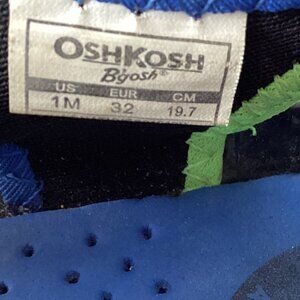 OSHKOSH
B'gosh®
US EUR CM
1M 32 19.7